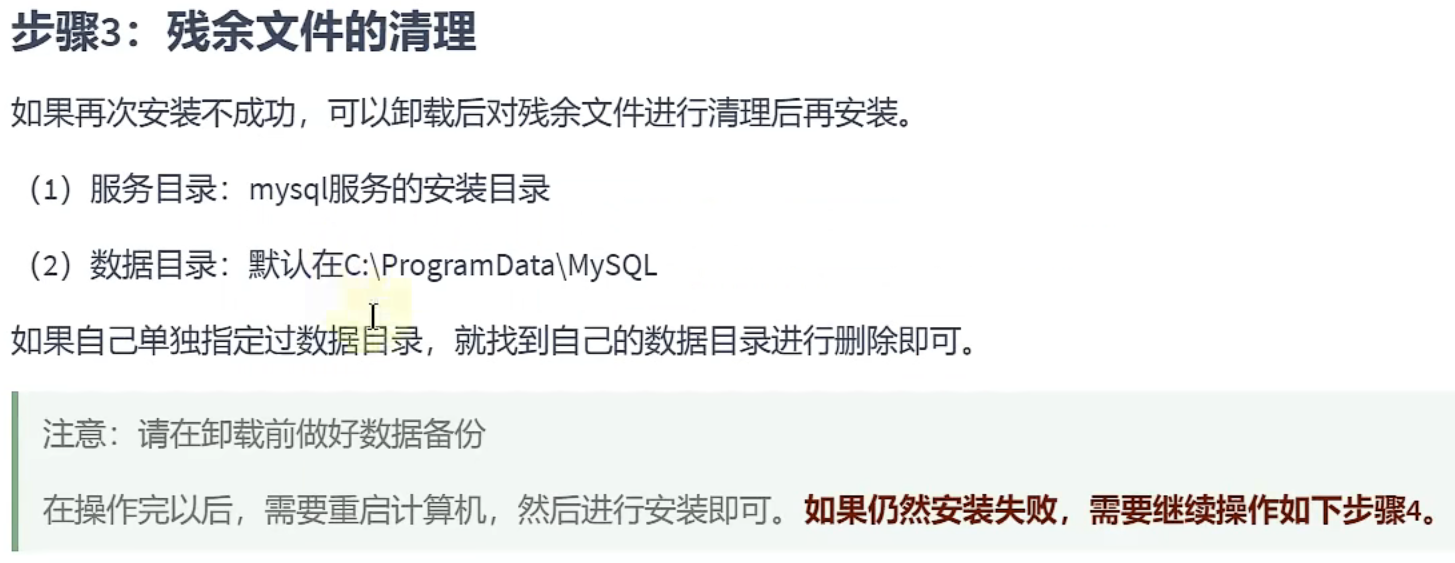 步骤3：残余文件的清理
如果再次安装不成功，可以卸载后对残余文件进行清理后再安装。
（1）服务目录：mysql服务的安装目录
（2）数据目录：默认在C:\ProgramData\MySQL
如果自己单独指定过数据目录，就找到自己的数据目录进行删除即可。
注意：请在卸载前做好数据备份
在操作完以后，需要重启计算机，然后进行安装即可。如果仍然安装失败，需要继续操作如下步骤4。